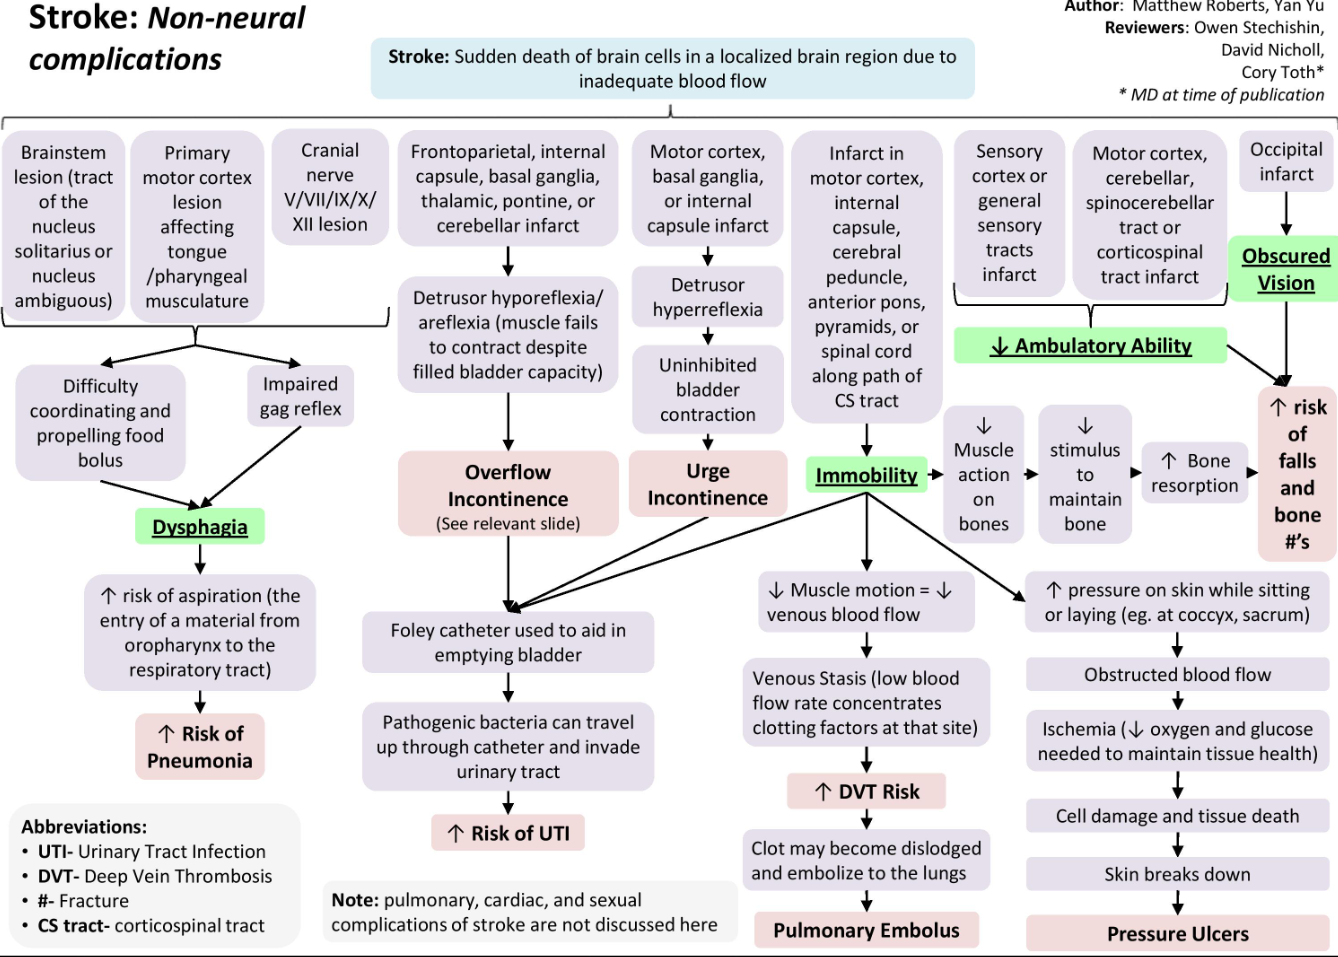 Stroke: Non-neural
complications
Author: Matthew Roberts, Yan Yu
Reviewers: Owen Stechishin,
David Nicholl,
Cory Toth*
* MD at time of publication
Stroke: Sudden death of brain cells in a localized brain region due to
inadequate blood flow
Brainstem
lesion (tract
of the
nucleus
solitarius or
nucleus
ambiguous)
Primary
motor cortex
lesion
affecting
tongue
/pharyngeal
musculature
Cranial
nerve
V/VII/IX/X/
XII lesion
Difficulty
coordinating and
propelling food
bolus
Impaired
gag reflex
Dysphagia
↑ risk of aspiration (the
entry of a material from
oropharynx to the
respiratory tract)
↑ Risk of
Pneumonia
Frontoparietal, internal
capsule, basal ganglia,
thalamic, pontine, or
cerebellar infarct
Detrusor hyporeflexia/
areflexia (muscle fails
to contract despite
filled bladder capacity)
Overflow
Incontinence
(See relevant slide)
Motor cortex,
basal ganglia,
or internal
capsule infarct
Detrusor
hyperreflexia
Uninhibited
bladder
contraction
Urge
Incontinence
Foley catheter used to aid in
emptying bladder
Pathogenic bacteria can travel
up through catheter and invade
urinary tract
↑ Risk of UTI
Infarct in
motor cortex,
internal
capsule,
cerebral
peduncle,
anterior pons,
pyramids, or
spinal cord
along path of
CS tract
Immobility
↓
Muscle
action
on
bones
↓
stimulus
to
maintain
bone
↑ Bone
resorption
Sensory
cortex or
general
sensory
tracts
infarct
Motor cortex,
cerebellar,
spinocerebellar
tract or
corticospinal
tract infarct
↓ Ambulatory Ability
Occipital
infarct
Obscured
Vision
↑ risk
of
falls
and
bone
#'s
↓ Muscle motion = ↓
venous blood flow
Venous Stasis (low blood
flow rate concentrates
clotting factors at that site)
↑ DVT Risk
Clot may become dislodged
and embolize to the lungs
Pulmonary Embolus
↑ pressure on skin while sitting
or laying (eg. at coccyx, sacrum)
Obstructed blood flow
Ischemia (↓ oxygen and glucose
needed to maintain tissue health)
Cell damage and tissue death
Skin breaks down
Pressure Ulcers
Abbreviations:
• UTI- Urinary Tract Infection
• DVT- Deep Vein Thrombosis
• #- Fracture
• CS tract- corticospinal tract
Note: pulmonary, cardiac, and sexual
complications of stroke are not discussed here